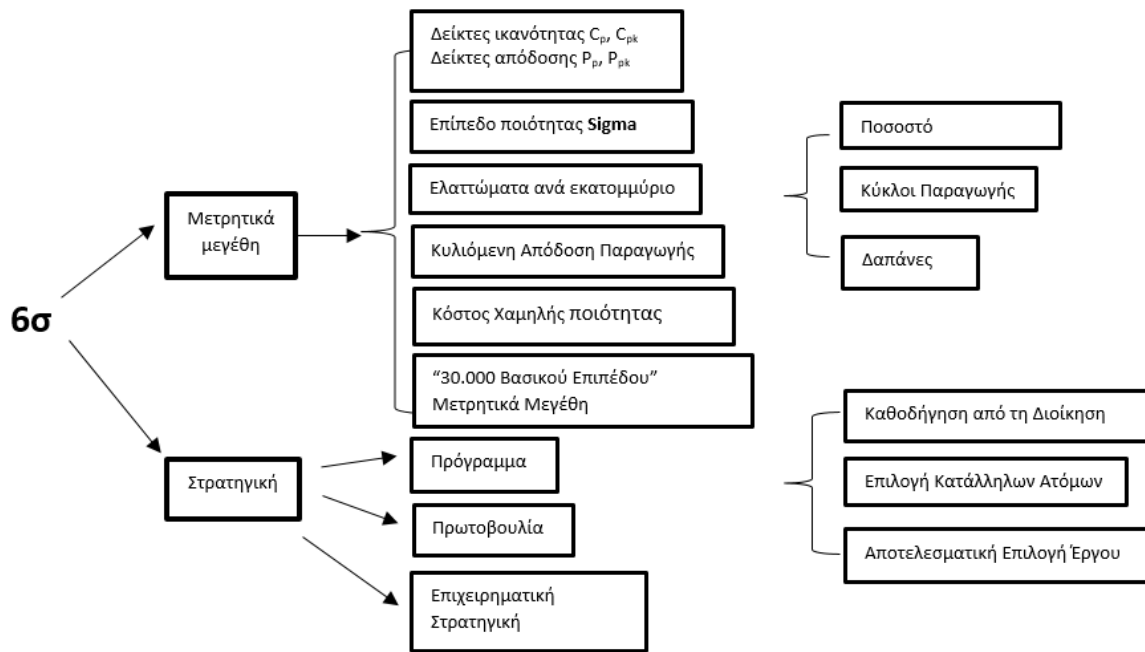 6σ
Μετρητικά
μεγέθη
Δείκτες ικανότητας Cp, Cpk
Δείκτες απόδοσης Pp, Ppk
Επίπεδο ποιότητας Sigma
Ελαττώματα ανά εκατομμύριο
Κυλιόμενη Απόδοση Παραγωγής
Κόστος Χαμηλής ποιότητας
“30.000 Βασικού Επιπέδου”
Μετρητικά Μεγέθη
Ποσοστό
Κύκλοι Παραγωγής
Δαπάνες
Στρατηγική
Πρόγραμμα
Πρωτοβουλία
Επιχειρηματική
Στρατηγική
Καθοδήγηση από τη Διοίκηση
Επιλογή Κατάλληλων Ατόμων
Αποτελεσματική Επιλογή Έργου